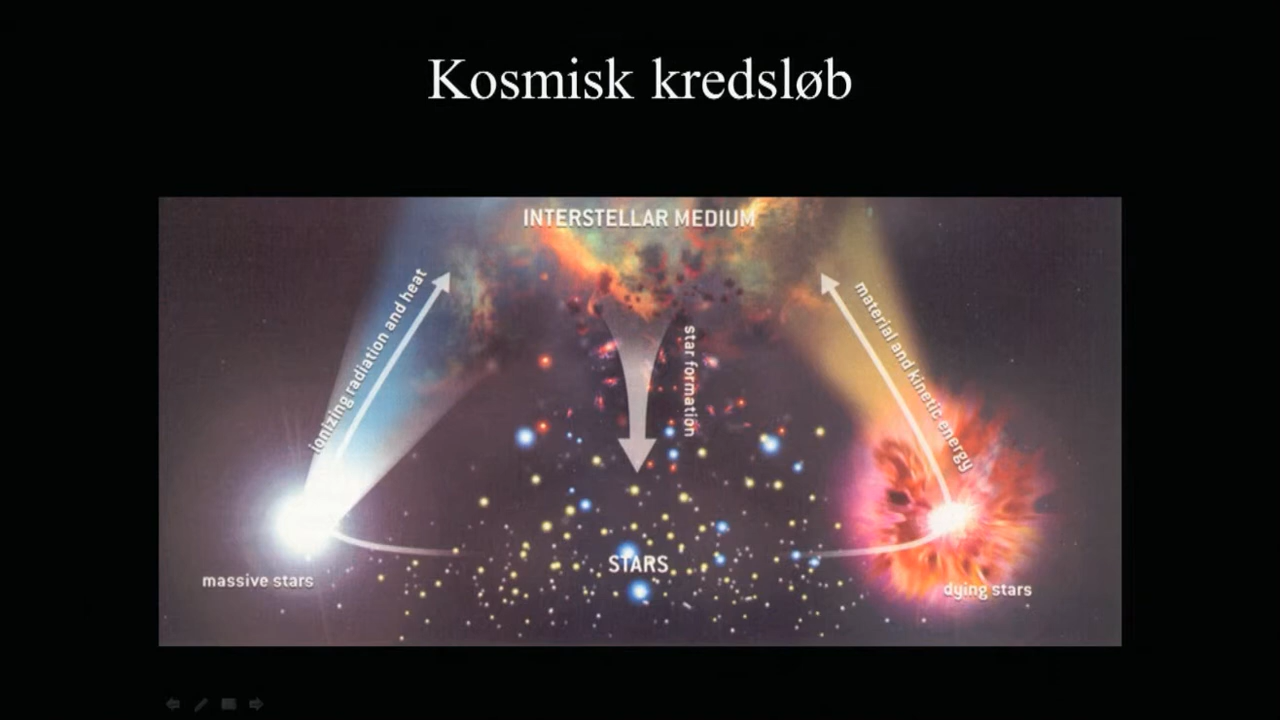 Kosmisk kredsløb
INTERSTELLAR MEDIUM
ionizing radiation and heat
star formation
material and kinetic energy
STARS
massive stars
dying stars